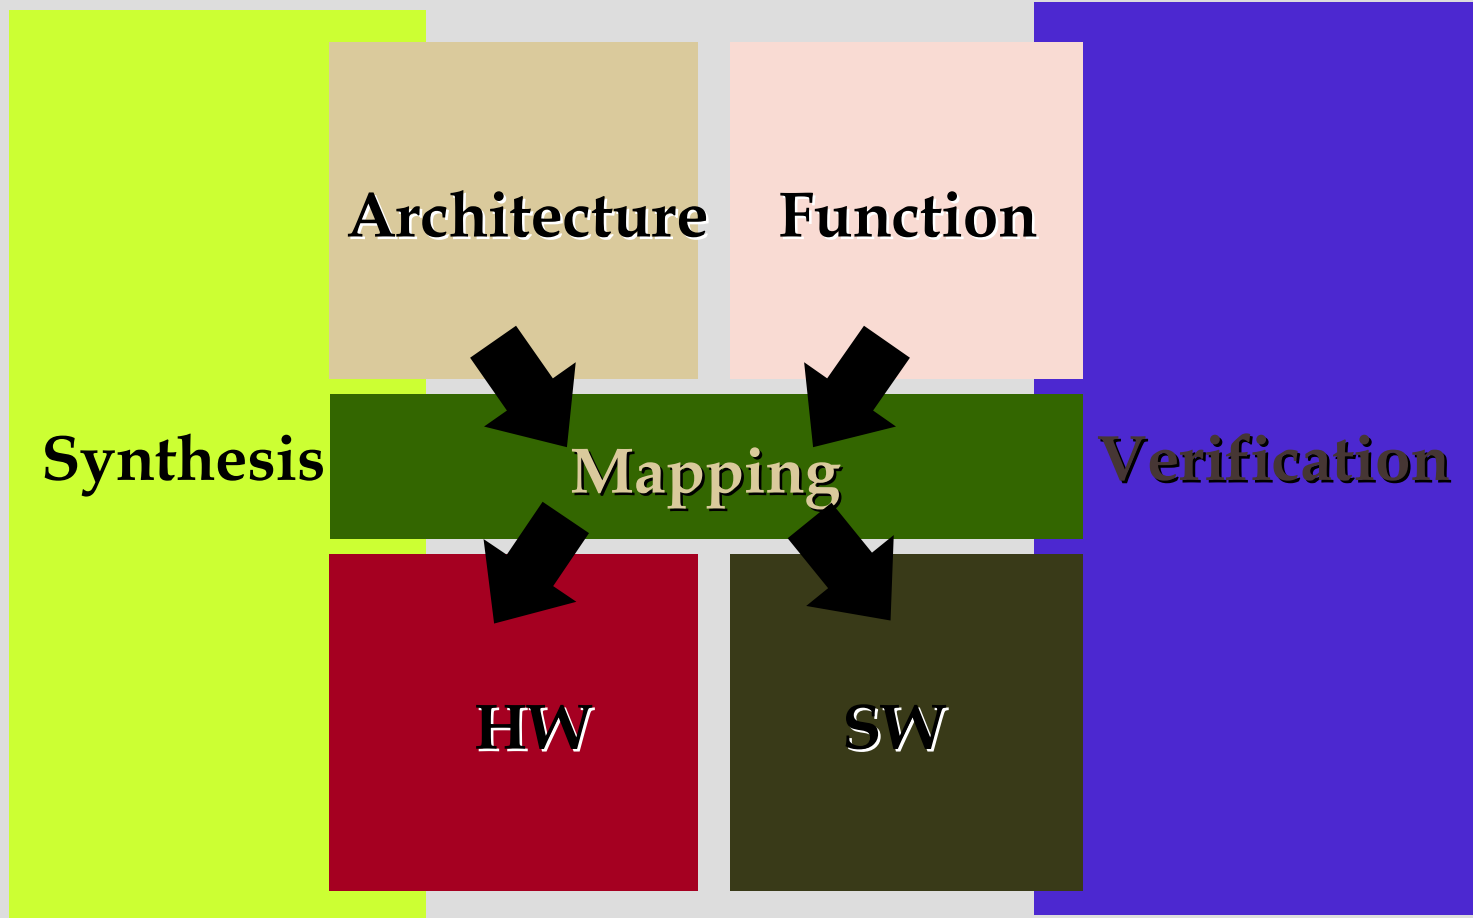 Architecture
Function
Synthesis
Mapping
Verification
HW
SW